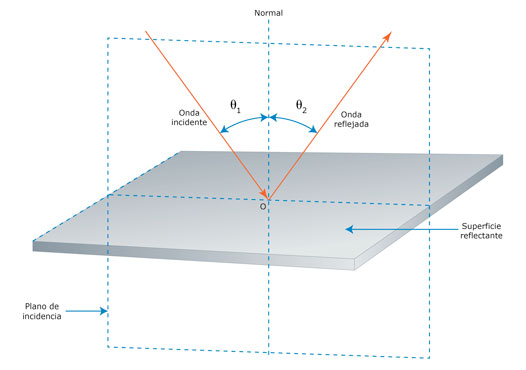 Normal
θ1
θ2
Onda
incidente
Onda
reflejada
O
Superficie
reflectante
Plano de
incidencia